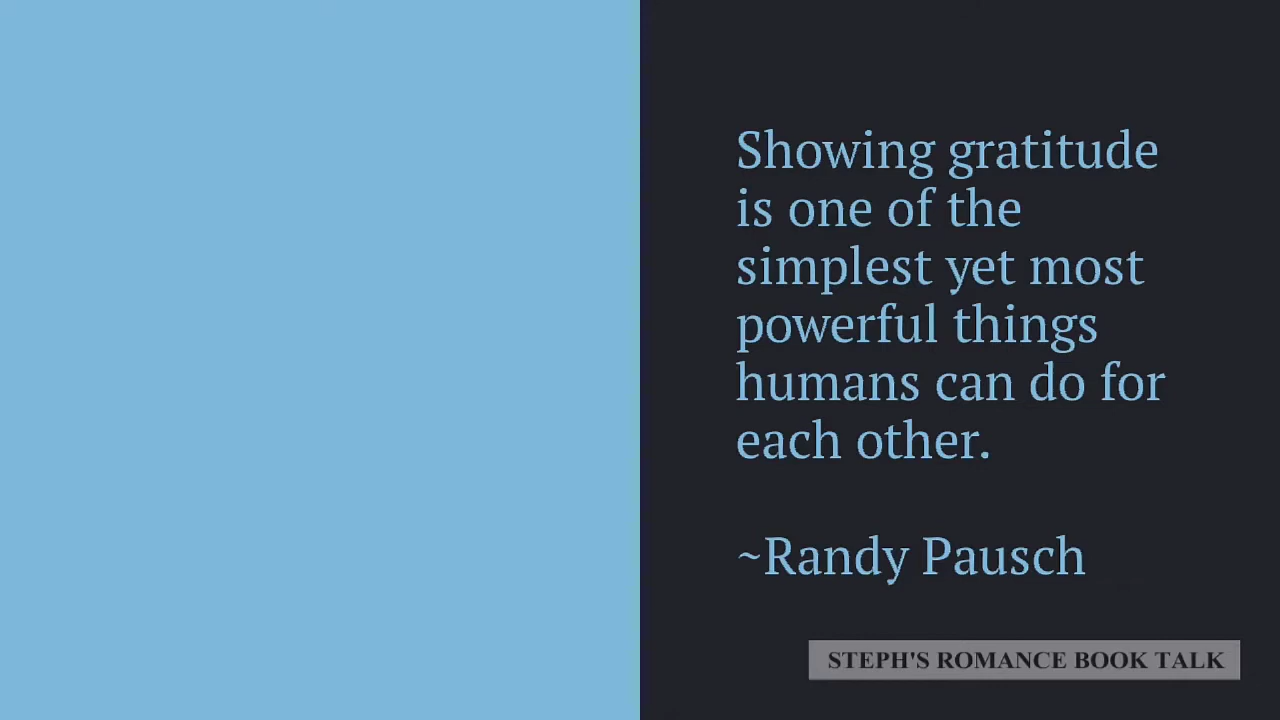 Showing gratitude
is one of the
simplest yet most
powerful things
humans can do for
each other.
~Randy Pausch
STEPH'S ROMANCE BOOK TALK